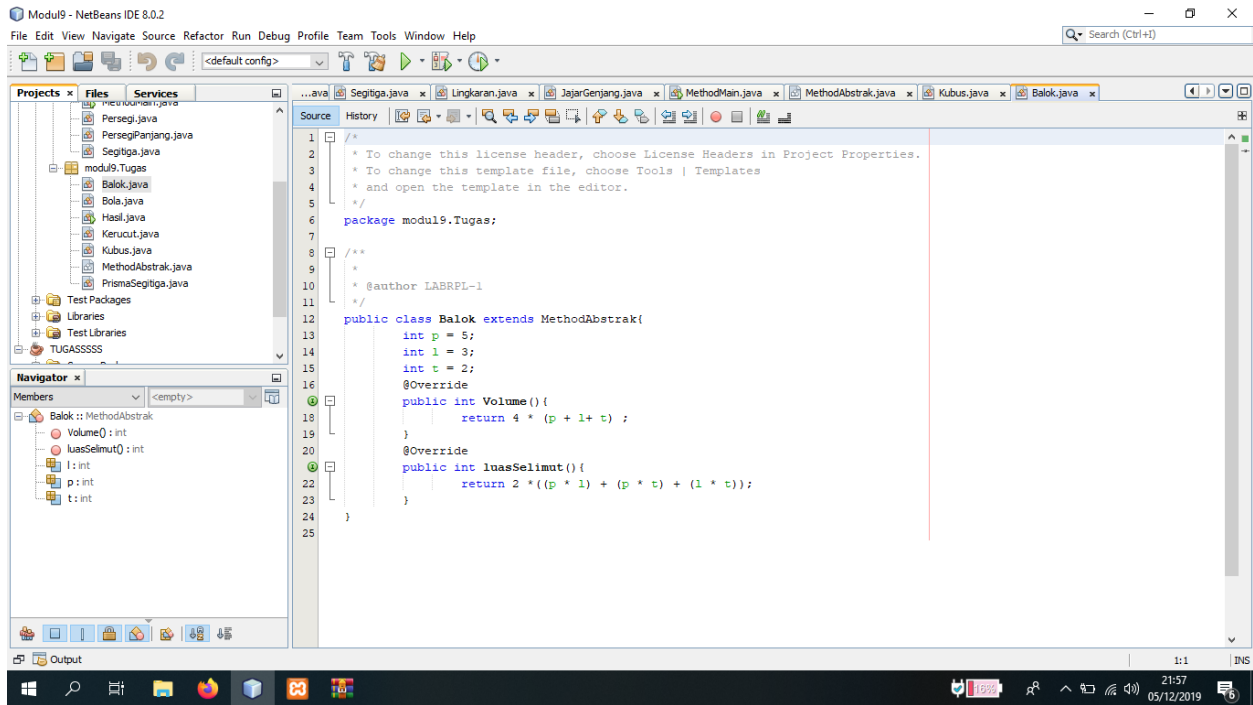 Modul9 - NetBeans IDE 8.0.2
File Edit View Navigate Source Refactor Run Debug Profile Team Tools Window Help
Search (Ctrl+I)
<default config>
Projects Files Services
...ava Segitiga.java Lingkaran.java JajarGenjang.java MethodMain.java MethodAbstrak.java Kubus.java Balok.java
MethodMain.java
Persegi.java
PersegiPanjang.java
Segitiga.java
modul9.Tugas
Balok.java
Bola.java
Hasil.java
Kerucut.java
Kubus.java
MethodAbstrak.java
PrismaSegitiga.java
Test Packages
Libraries
Test Libraries
TUGASSSSS
Navigator
Members <empty>
Balok :: MethodAbstrak
Volume() : int
luasSelimut() : int
l : int
p : int
t : int
Source History
1 /*
2 * To change this license header, choose License Headers in Project Properties.
3 * To change this template file, choose Tools | Templates
4 * and open the template in the editor.
5 */
6 package modul9.Tugas;
7
8 /**
9 *
10 * @author LABRPL-1
11 */
12 public class Balok extends MethodAbstrak{
13 int p = 5;
14 int l = 3;
15 int t = 2;
16 @Override
public int Volume(){
18 return 4 * (p + l+ t) ;
19 }
20 @Override
public int luasSelimut(){
22 return 2 *((p * l) + (p * t) + (l * t));
23 }
24 }
25
Output
1:1 INS
16%
21:57
05/12/2019
6